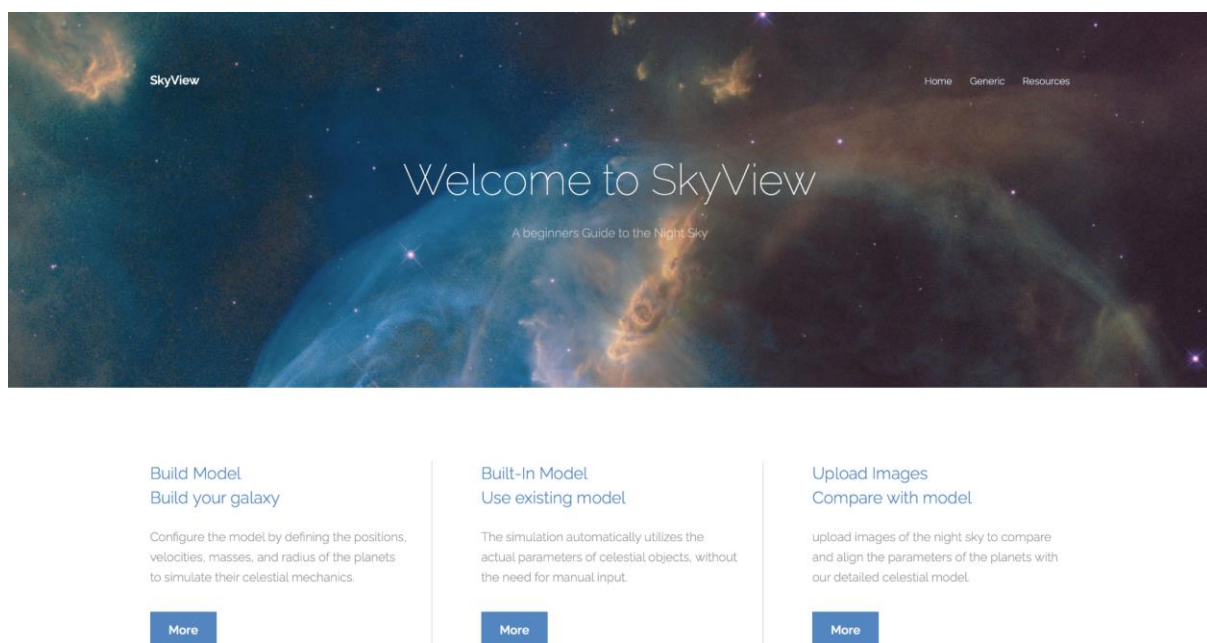 SkyView
Home Generic Resources
Welcome to SkyView
A beginners Guide to the Night Sky
Build Model
Build your galaxy
Configure the model by defining the positions,
velocities, masses, and radius of the planets
to simulate their celestial mechanics.
More
Built-In Model
Use existing model
The simulation automatically utilizes the
actual parameters of celestial objects, without
the need for manual input.
More
Upload Images
Compare with model
upload images of the night sky to compare
and align the parameters of the planets with
our detailed celestial model.
More